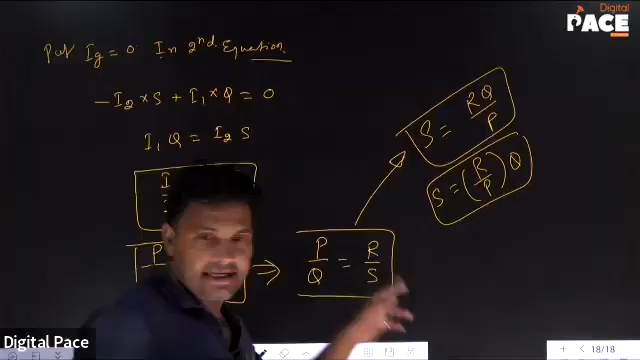 Digital
PACE
Put Ig = 0 In 2nd Equation.
-I2 × S + I1 × Q = 0
I1 Q = I2 S
P/Q = R/S
S = RQ/P
S = (R/P) Q
Digital Pace
18/18